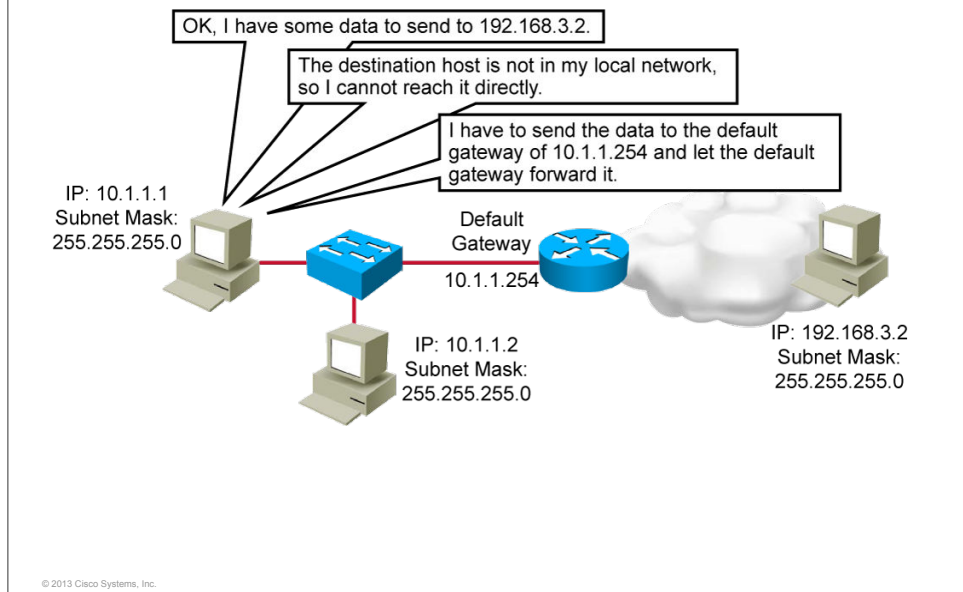 OK, I have some data to send to 192.168.3.2.
The destination host is not in my local network,
so I cannot reach it directly.
I have to send the data to the default
gateway of 10.1.1.254 and let the default
gateway forward it.
IP: 10.1.1.1
Subnet Mask:
255.255.255.0
Default
Gateway
10.1.1.254
IP: 10.1.1.2
Subnet Mask:
255.255.255.0
IP: 192.168.3.2
Subnet Mask:
255.255.255.0
© 2013 Cisco Systems, Inc.